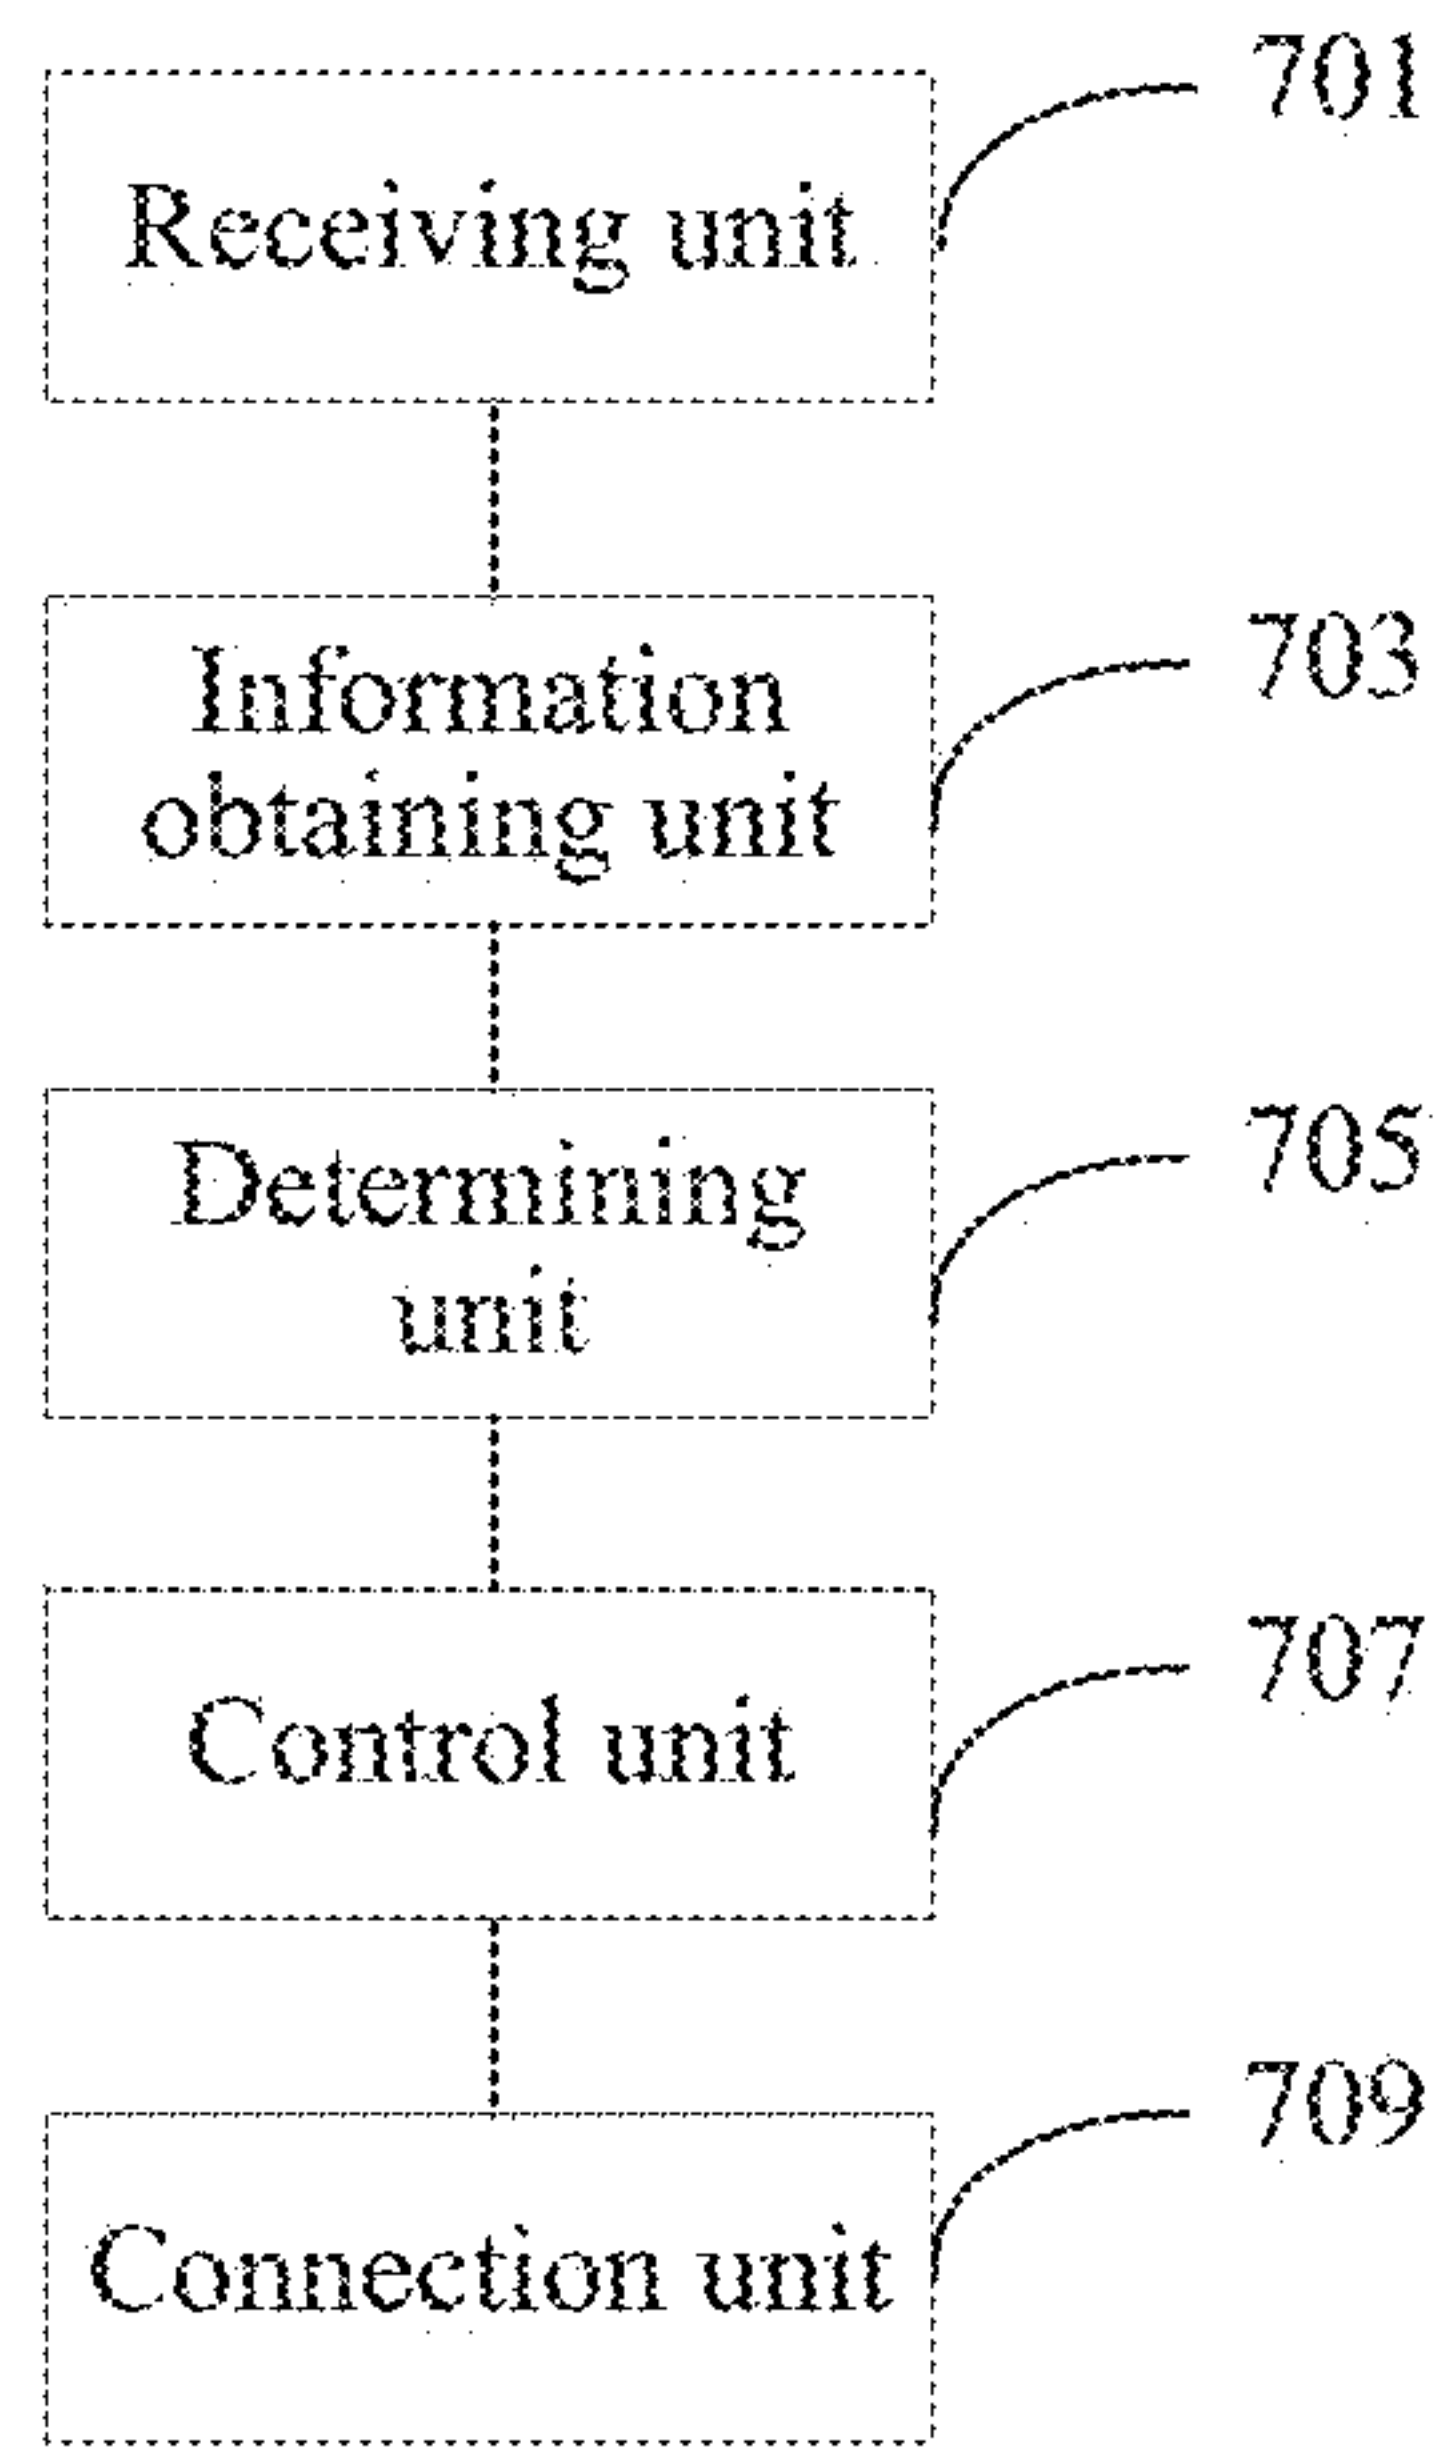 701
Receiving unit
703
Information
obtaining unit
705
Determining
unit
707
Control unit
709
Connection unit